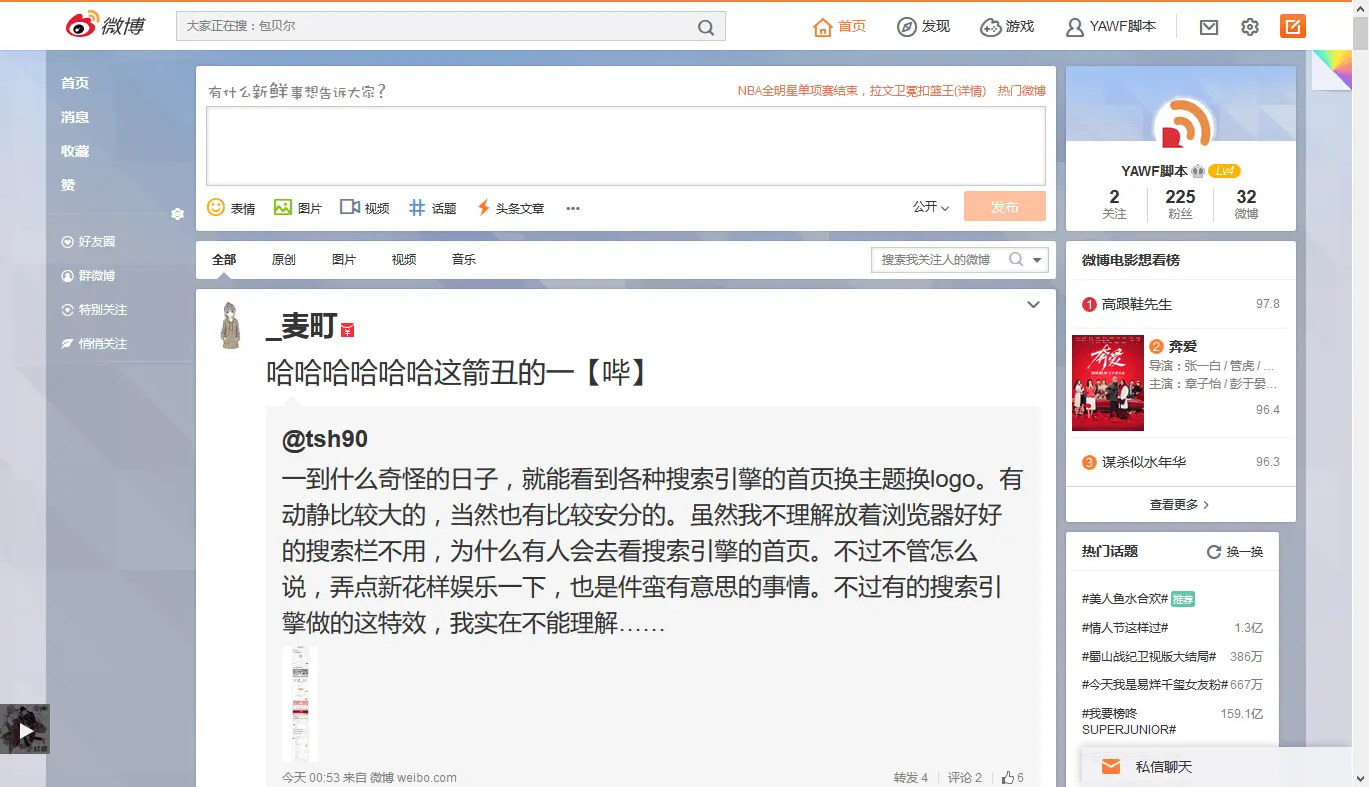 微博
大家正在搜：包贝尔
首页
发现
游戏
YAWF脚本
首页
消息
收藏
赞
好友圈
群微博
特别关注
悄悄关注
有什么新鲜事想告诉大家?
NBA全明星单项赛结束，拉文卫冕扣篮王(详情)
热门微博
表情
图片
视频
话题
头条文章
公开
发布
全部
原创
图片
视频
音乐
搜索我关注人的微博
_麦町
哈哈哈哈哈哈这箭丑的一【哔】
@tsh90
一到什么奇怪的日子，就能看到各种搜索引擎的首页换主题换logo。有
动静比较大的，当然也有比较安分的。虽然我不理解放着浏览器好好
的搜索栏不用，为什么有人会去看搜索引擎的首页。不过不管怎么
说，弄点新花样娱乐一下，也是件蛮有意思的事情。不过有的搜索引
擎做的这特效，我实在不能理解……
今天 00:53 来自 微博 weibo.com
转发 4
评论 2
6
YAWF脚本 Lv4
2 225 32
关注 粉丝 微博
微博电影想看榜
1 高跟鞋先生 97.8
2 奔爱
导演：张一白 / 管虎 / ...
主演：章子怡 / 彭于晏...
96.4
3 谋杀似水年华 96.3
查看更多
热门话题 换一换
#美人鱼水合欢# 推荐
#情人节这样过# 1.3亿
#蜀山战纪卫视版大结局# 386万
#今天我是易烊千玺女友粉# 667万
#我要榜咚 159.1亿
SUPERJUNIOR#
私信聊天